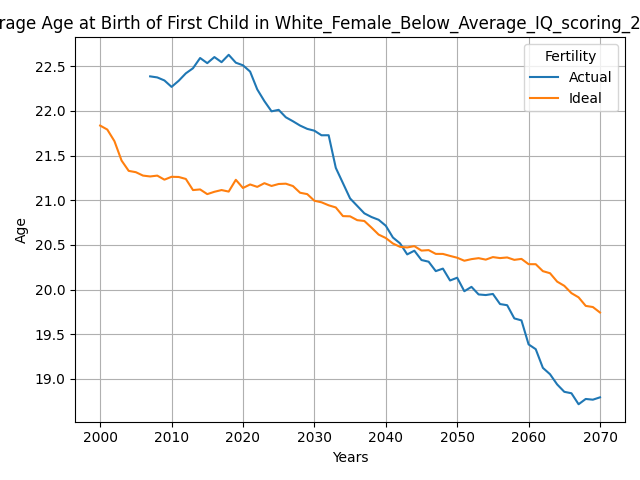 rage Age at Birth of First Child in White_Female_Below_Average_IQ_scoring_2
Fertility
Actual
Ideal
22.5
22.0
21.5
21.0
20.5
20.0
19.5
19.0
Age
2000 2010 2020 2030 2040 2050 2060 2070
Years